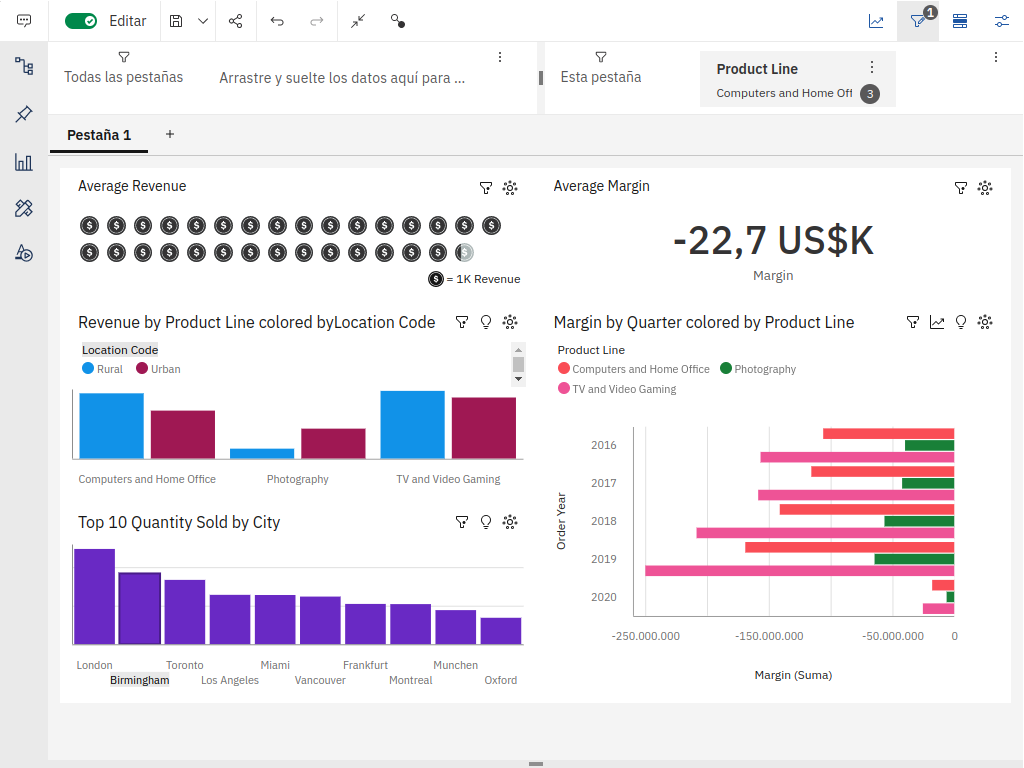 Editar
1
Todas las pestañas
Arrastre y suelte los datos aquí para ...
Esta pestaña
Product Line
Computers and Home Off
3
Pestaña 1
+
Average Revenue
$ $ $ $ $ $ $ $ $ $ $ $ $ $ $ $
$ $ $ $ $ $ $ $ $ $ $ $ $ $ $
$ = 1K Revenue
Average Margin
-22,7 US$K
Margin
Revenue by Product Line colored byLocation Code
Location Code
Rural
Urban
Computers and Home Office
Photography
TV and Video Gaming
Margin by Quarter colored by Product Line
Product Line
Computers and Home Office
Photography
TV and Video Gaming
Order Year
2016
2017
2018
2019
2020
-250.000.000
-150.000.000
-50.000.000
0
Margin (Suma)
Top 10 Quantity Sold by City
London
Birmingham
Toronto
Los Angeles
Miami
Vancouver
Frankfurt
Montreal
Munchen
Oxford